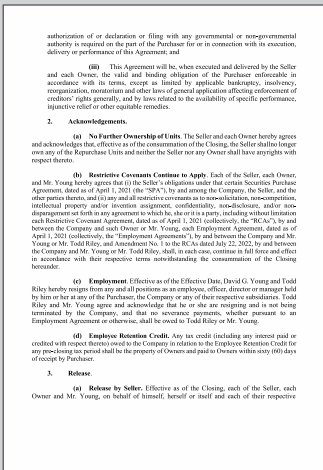 authorization of or declaration or filing with any governmental or non-governmental
authority is required on the part of the Purchaser for or in connection with its execution,
delivery or performance of this Agreement; and
(iii) This Agreement will be, when executed and delivered by the Seller
and each Owner, the valid and binding obligation of the Purchaser enforceable in
accordance with its terms, except as limited by applicable bankruptcy, insolvency,
reorganization, moratorium and other laws of general application affecting enforcement of
creditors' rights generally, and by laws related to the availability of specific performance,
injunctive relief or other equitable remedies.
2. Acknowledgements.
(a) No Further Ownership of Units. The Seller and each Owner hereby agrees
and acknowledges that, effective as of the consummation of the Closing, the Seller shall no longer
own any of the Repurchase Units and neither the Seller nor any Owner shall have any rights with
respect thereto.
(b) Restrictive Covenants Continue to Apply. Each of the Seller, each Owner,
and Mr. Young hereby agrees that (i) the Seller's obligations under that certain Securities Purchase
Agreement, dated as of April 1, 2021 (the "SPA"), by and among the Company, the Seller, and the
other parties thereto, and (ii) any and all restrictive covenants as to non-solicitation, non-competition,
intellectual property and/or invention assignment, confidentiality, non-disclosure, and/or non-
disparagement set forth in any agreement to which he, she or it is a party, including without limitation
each Restrictive Covenant Agreement, dated as of April 1, 2021 (collectively, the "RCAs"), by and
between the Company and such Owner or Mr. Young, each Employment Agreement, dated as of
April 1, 2021 (collectively, the "Employment Agreements"), by and between the Company and Mr.
Young or Mr. Todd Riley, and Amendment No. 1 to the RCAs dated July 22, 2022, by and between
the Company and Mr. Young or Mr. Todd Riley, shall, in each case, continue in full force and effect
in accordance with their respective terms notwithstanding the consummation of the Closing
hereunder.
(c) Employment. Effective as of the Effective Date, David G. Young and Todd
Riley hereby resigns from any and all positions as an employee, officer, director or manager held
by him or her at any of the Purchaser, the Company or any of their respective subsidiaries. Todd
Riley and Mr. Young agree and acknowledge that he or she are resigning and is not being
terminated by the Company, and that no severance payments, whether pursuant to an
Employment Agreement or otherwise, shall be owed to Todd Riley or Mr. Young.
(d) Employee Retention Credit. Any tax credit (including any interest paid or
credited with respect thereto) owed to the Company in relation to the Employee Retention Credit for
any pre-closing tax period shall be the property of Owners and paid to Owners within sixty (60) days
of receipt by Purchaser.
3. Release.
(a) Release by Seller. Effective as of the Closing, each of the Seller, each
Owner and Mr. Young, on behalf of himself, herself or itself and each of their respective